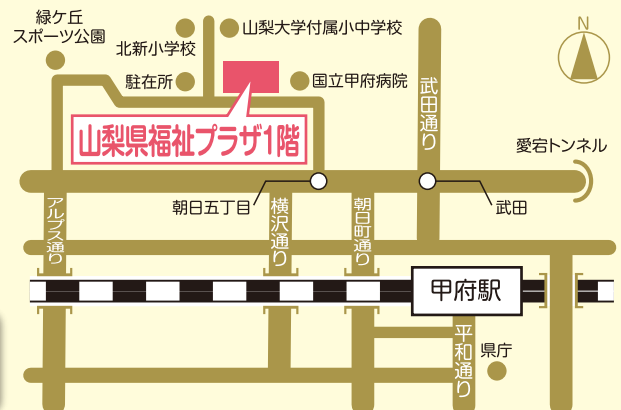 緑ケ丘
スポーツ公園
北新小学校
山梨大学付属小中学校
N
駐在所
国立甲府病院
武田通り
山梨県福祉プラザ1階
愛宕トンネル
朝日五丁目
武田
アルプス通り
横沢通り
朝日町通り
甲府駅
平和通り
県庁